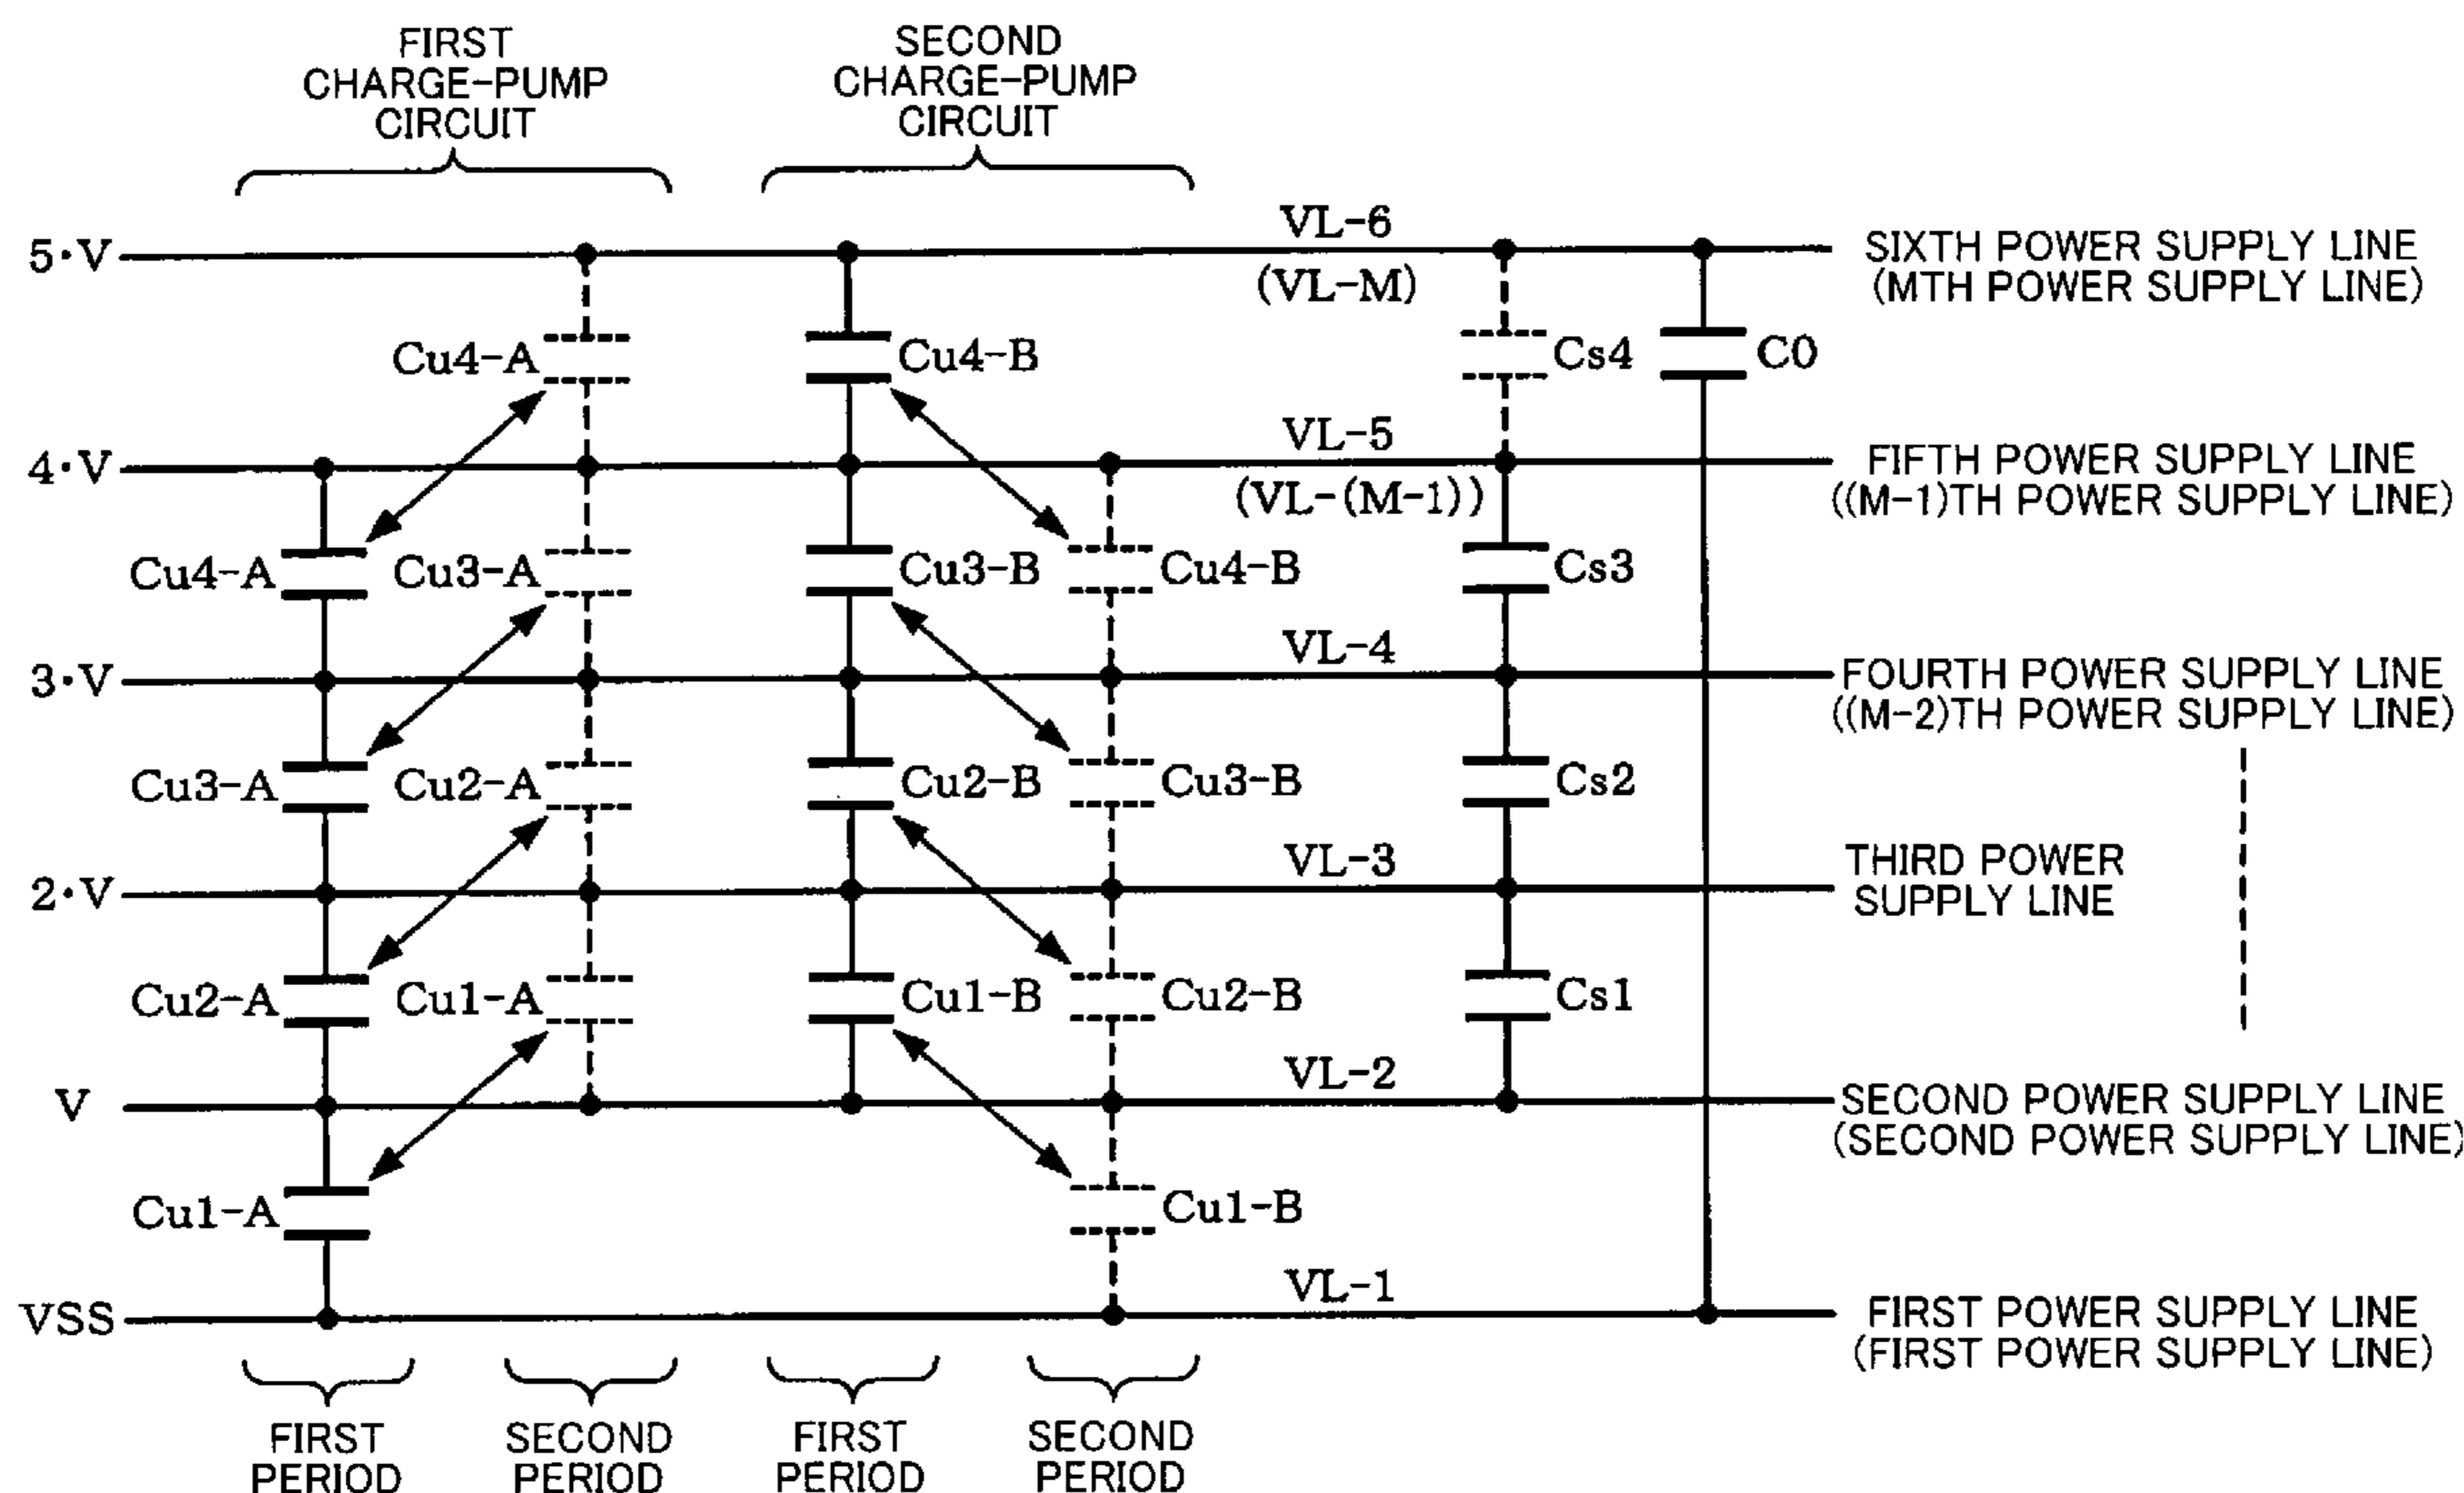 FIRST
CHARGE-PUMP
CIRCUIT
SECOND
CHARGE-PUMP
CIRCUIT
5·V
VL-6
(VL-M)
SIXTH POWER SUPPLY LINE
(MTH POWER SUPPLY LINE)
Cu4-A
Cu4-B
Cs4
C0
4·V
VL-5
(VL-(M-1))
FIFTH POWER SUPPLY LINE
((M-1)TH POWER SUPPLY LINE)
Cu4-A
Cu3-A
Cu3-B
Cu4-B
Cs3
3·V
VL-4
FOURTH POWER SUPPLY LINE
((M-2)TH POWER SUPPLY LINE)
Cu3-A
Cu2-A
Cu2-B
Cu3-B
Cs2
2·V
VL-3
THIRD POWER
SUPPLY LINE
Cu2-A
Cu1-A
Cu1-B
Cu2-B
Cs1
V
VL-2
SECOND POWER SUPPLY LINE
(SECOND POWER SUPPLY LINE)
Cu1-A
Cu1-B
VSS
VL-1
FIRST POWER SUPPLY LINE
(FIRST POWER SUPPLY LINE)
FIRST
PERIOD
SECOND
PERIOD
FIRST
PERIOD
SECOND
PERIOD